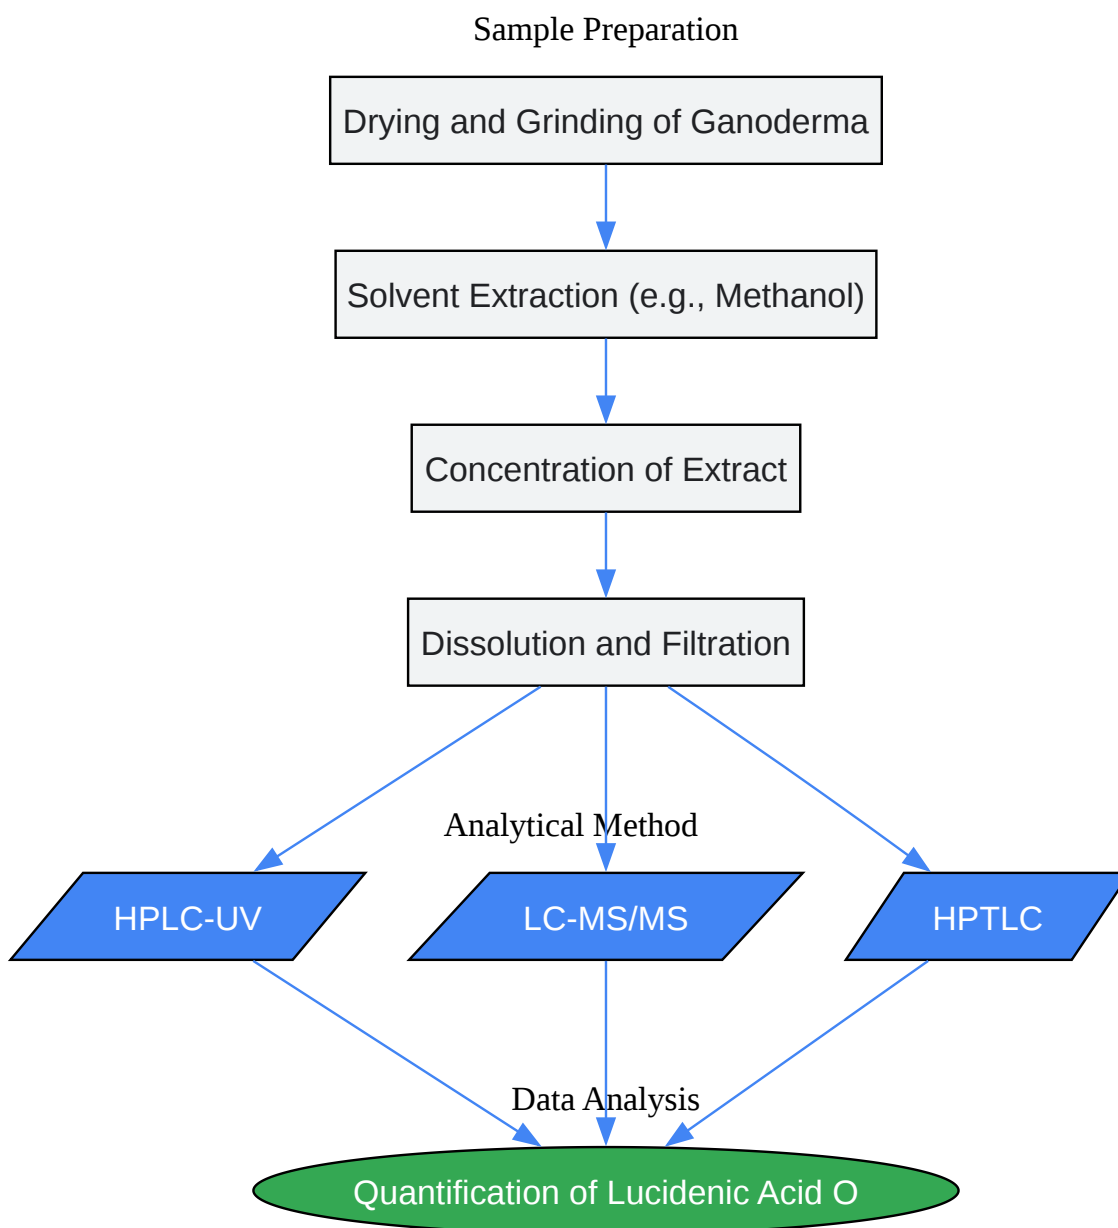 Sample Preparation
Drying and Grinding of Ganoderma
Solvent Extraction (e.g., Methanol)
Concentration of Extract
Dissolution and Filtration
Analytical Method
HPLC-UV
LC-MS/MS
HPTLC
Data Analysis
Quantification of Lucidenic Acid O